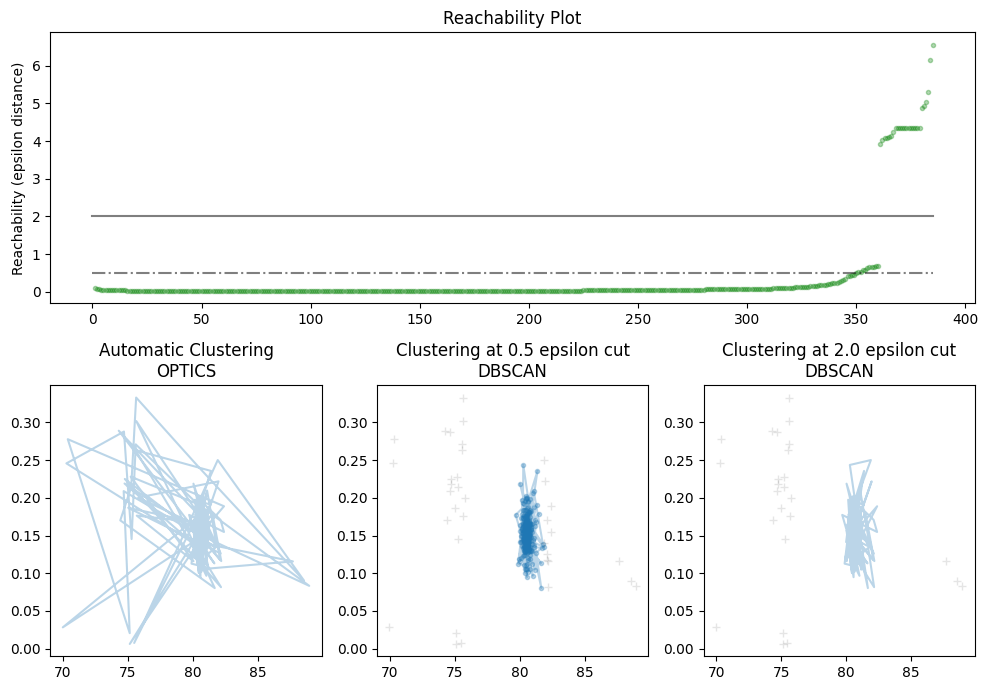 Reachability Plot
Reachability (epsilon distance)
6
5
4
3
2
1
0
0 50 100 150 200 250 300 350 400
Automatic Clustering
OPTICS
0.30
0.25
0.20
0.15
0.10
0.05
0.00
70 75 80 85
Clustering at 0.5 epsilon cut
DBSCAN
0.30
0.25
0.20
0.15
0.10
0.05
0.00
70 75 80 85
Clustering at 2.0 epsilon cut
DBSCAN
0.30
0.25
0.20
0.15
0.10
0.05
0.00
70 75 80 85